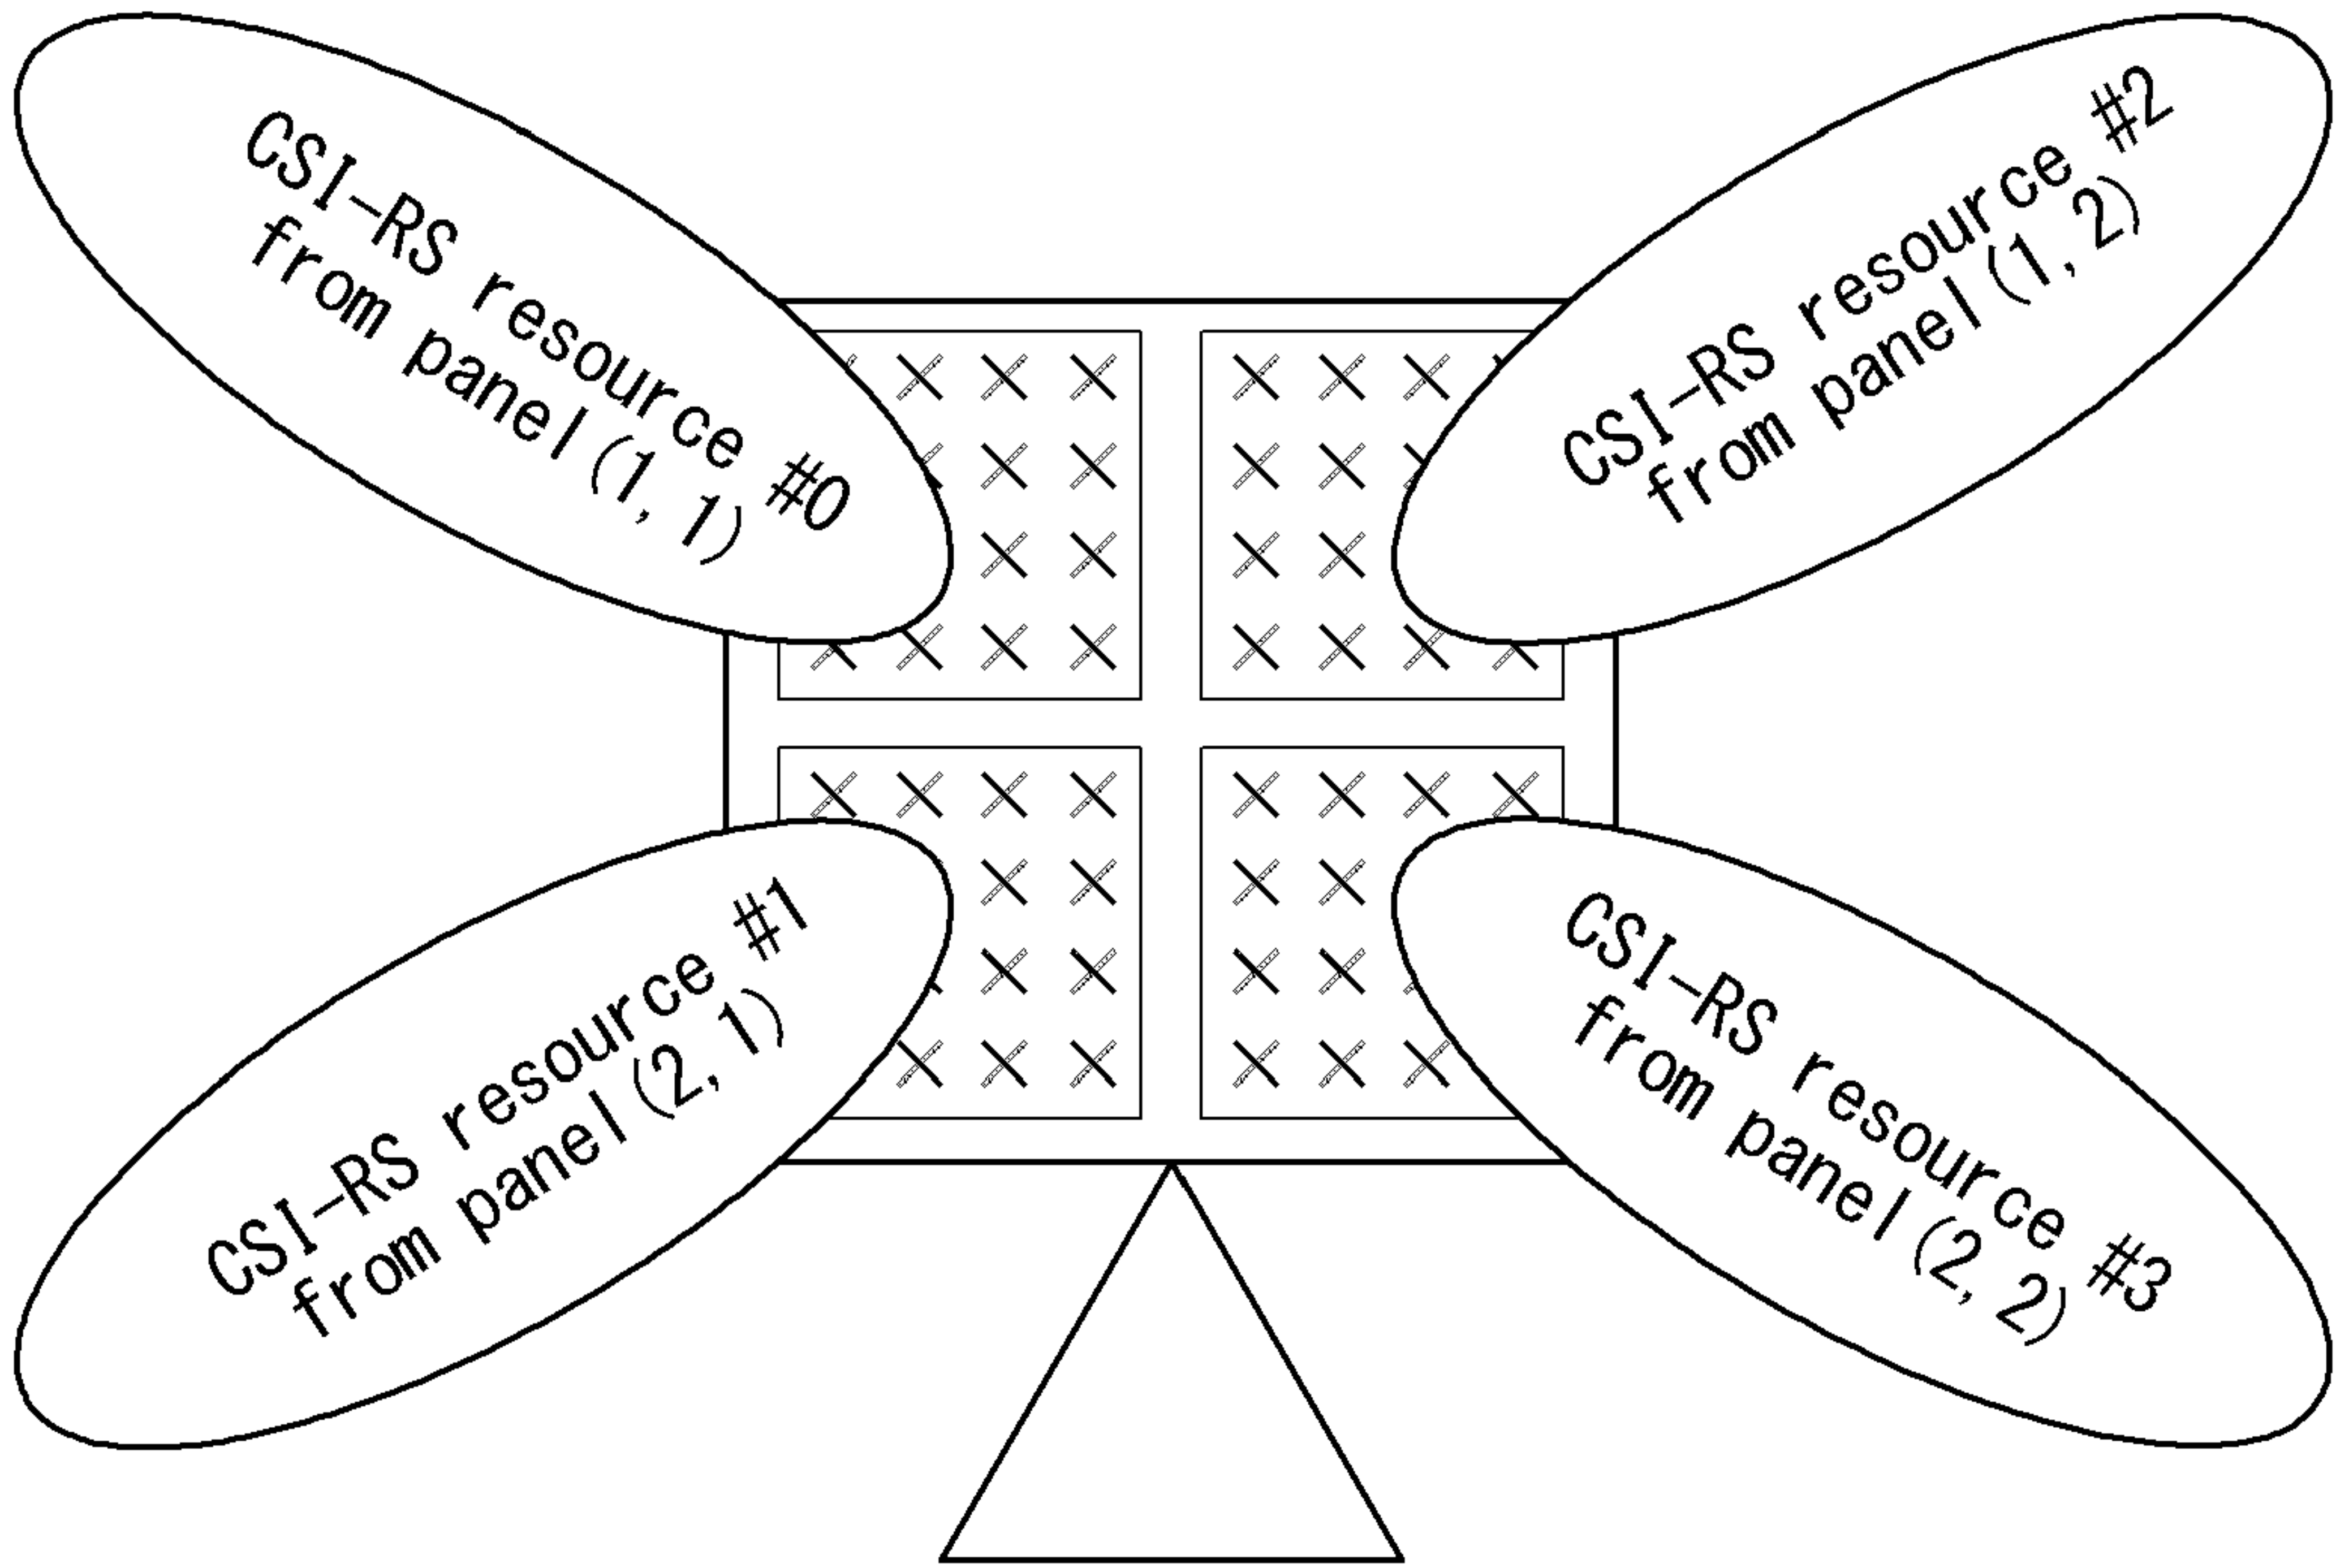 CSI-RS resource #0
from panel (1, 1)
CSI-RS resource #2
from panel (1, 2)
CSI-RS resource #1
from panel (2, 1)
CSI-RS resource #3
from panel (2, 2)